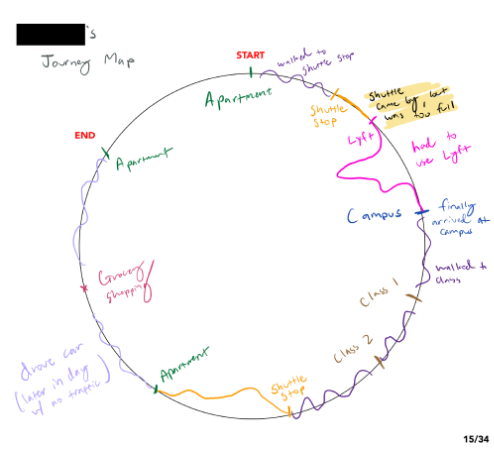 's
Journey Map
START
walked to
shuttle stop
Apartment
Shuttle
Stop
Shuttle
came by, but
was too full
Lyft
had to
use Lyft
Campus
finally
arrived at
campus
walked to
class
Class 1
Class 2
Shuttle
Stop
Apartment
drove car
(later in day
w/ no traffic)
Grocery
Shopping
Apartment
END
15/34